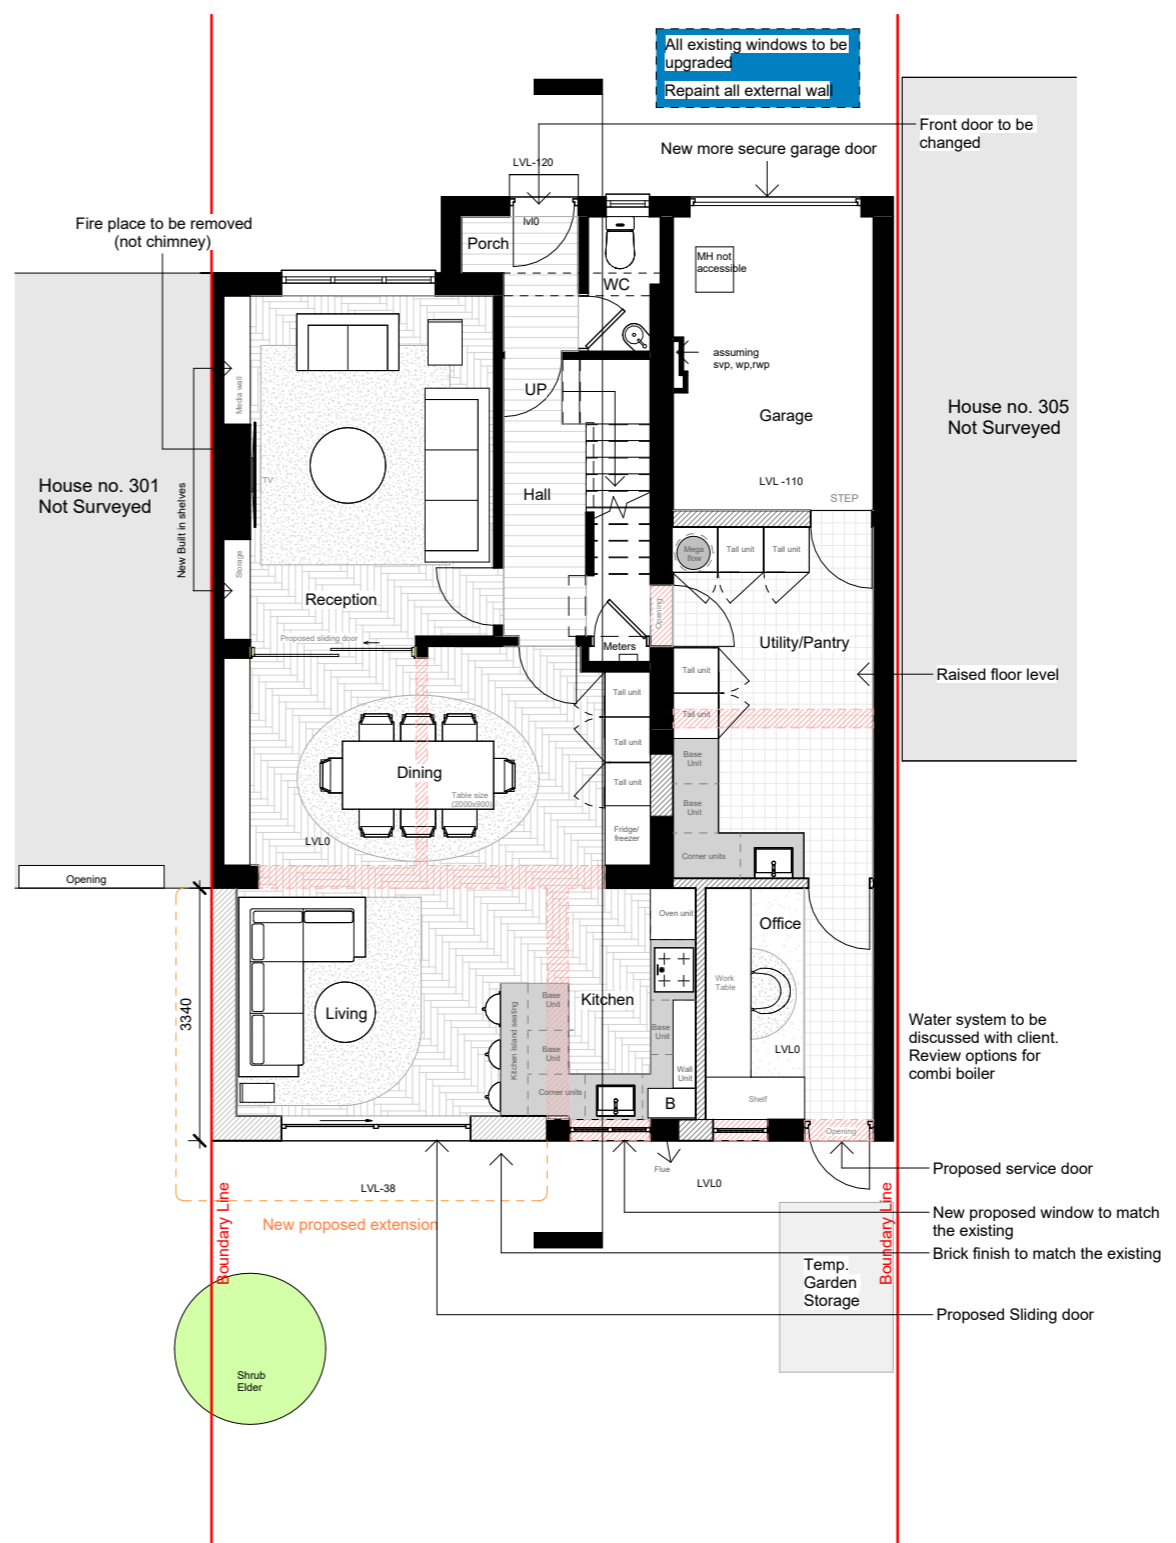 All existing windows to be
upgraded
Repaint all external wall
Front door to be
changed
New more secure garage door
LVL-120
lvl0
Fire place to be removed
(not chimney)
Porch
WC
MH not
accessible
assuming
svp, wp,rwp
UP
Media wall
Garage
House no. 305
Not Surveyed
House no. 301
Not Surveyed
TV
Hall
LVL -110
STEP
New Built in shelves
Storage
Mega
flow
Tall unit
Tall unit
Reception
Opening
Proposed sliding door
Meters
Utility/Pantry
Raised floor level
Tall unit
Tall unit
Tall unit
Tall unit
Tall unit
Dining
Table size
(2000x900)
Base
Unit
Base
Unit
LVL0
Fridge/
freezer
Corner units
Opening
Oven unit
Office
Work
Table
3340
Living
Kitchen Island seating
Base
Unit
Kitchen
Base
Unit
Base
Unit
Wall
Unit
LVL0
Water system to be
discussed with client.
Review options for
combi boiler
Corner units
B
Shelf
Opening
Flue
Proposed service door
LVL-38
LVL0
Boundary Line
Boundary Line
New proposed extension
New proposed window to match
the existing
Brick finish to match the existing
Temp.
Garden
Storage
Proposed Sliding door
Shrub
Elder